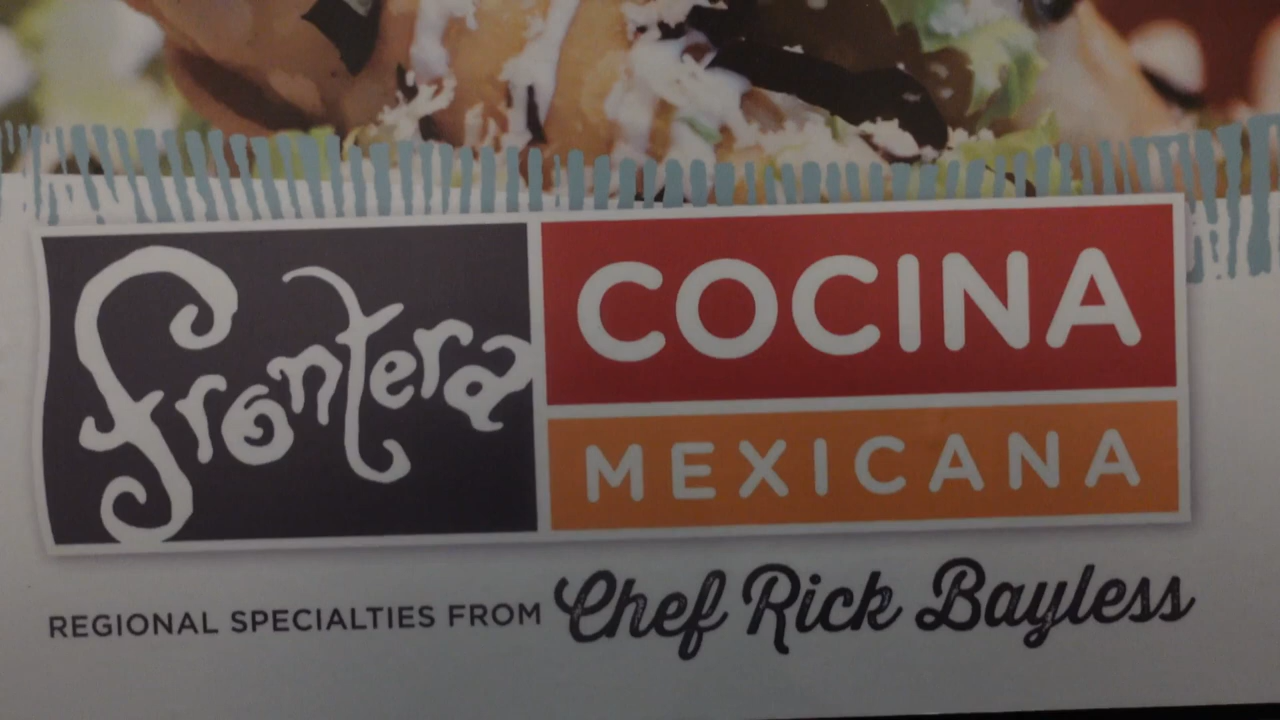 frontera
COCINA
MEXICANA
REGIONAL SPECIALTIES FROM Chef Rick Bayless